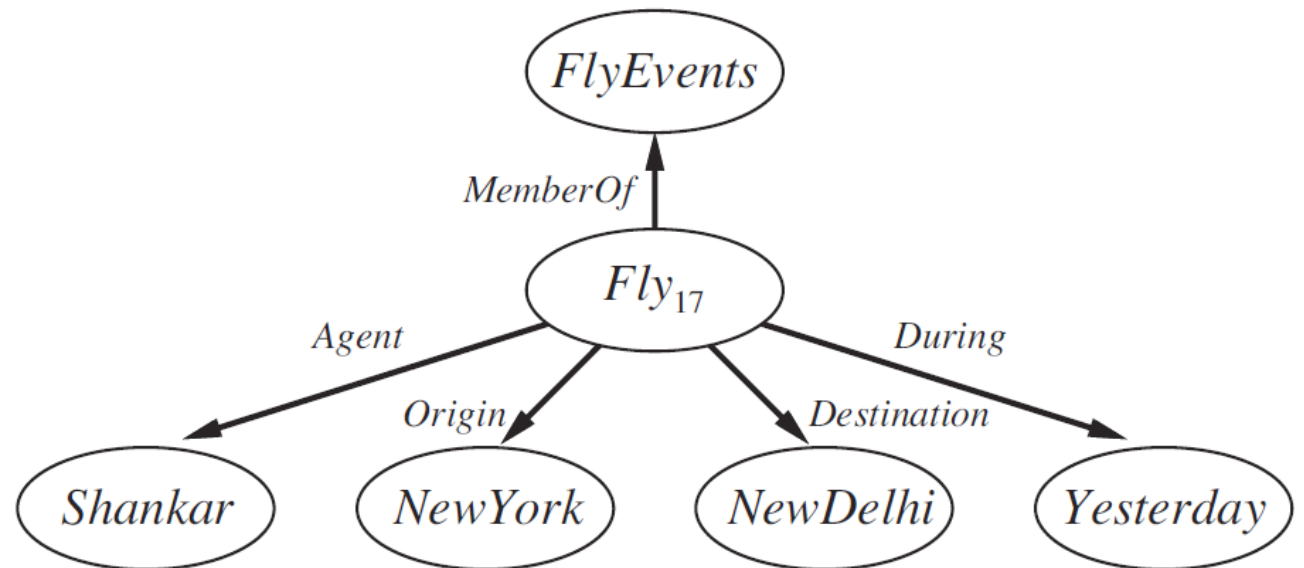 FlyEvents
MemberOf
Fly₁₇
Agent
During
Origin
Destination
Shankar
NewYork
NewDelhi
Yesterday